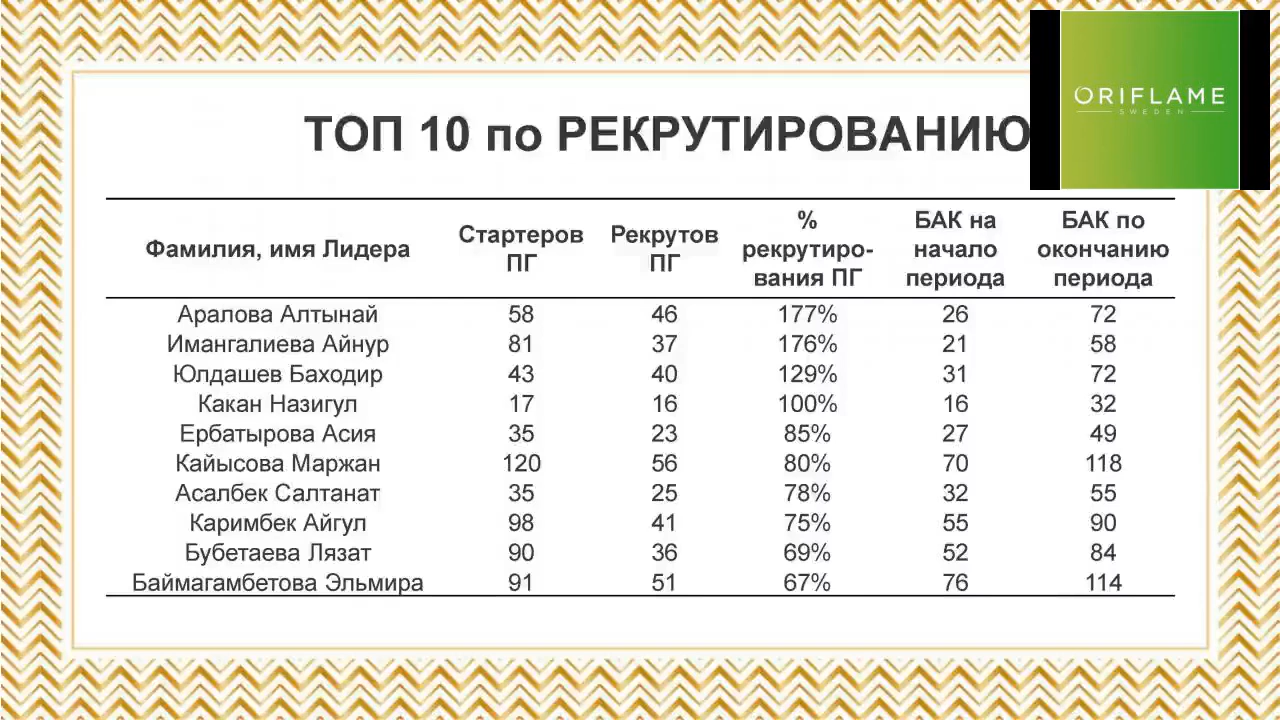 ORIFLAME
SWEDEN
ТОП 10 по РЕКРУТИРОВАНИЮ
Фамилия, имя Лидера Стартеров ПГ Рекрутов ПГ % рекрутиро-вания ПГ БАК на начало периода БАК по окончанию периода
Аралова Алтынай 58 46 177% 26 72
Имангалиева Айнур 81 37 176% 21 58
Юлдашев Баходир 43 40 129% 31 72
Какан Назигул 17 16 100% 16 32
Ербатырова Асия 35 23 85% 27 49
Кайысова Маржан 120 56 80% 70 118
Асалбек Салтанат 35 25 78% 32 55
Каримбек Айгул 98 41 75% 55 90
Бубетаева Лязат 90 36 69% 52 84
Баймагамбетова Эльмира 91 51 67% 76 114